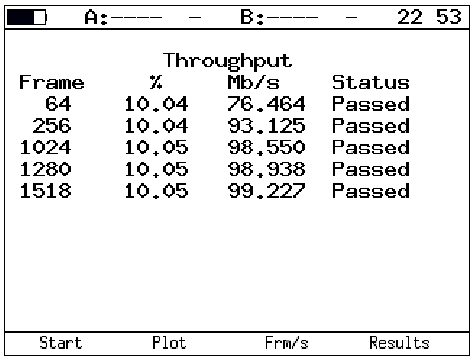 A:---- - B:---- - 22 53
Throughput
Frame % Mb/s Status
64 10.04 76.464 Passed
256 10.04 93.125 Passed
1024 10.05 98.550 Passed
1280 10.05 98.938 Passed
1518 10.05 99.227 Passed
Start Plot Frm/s Results